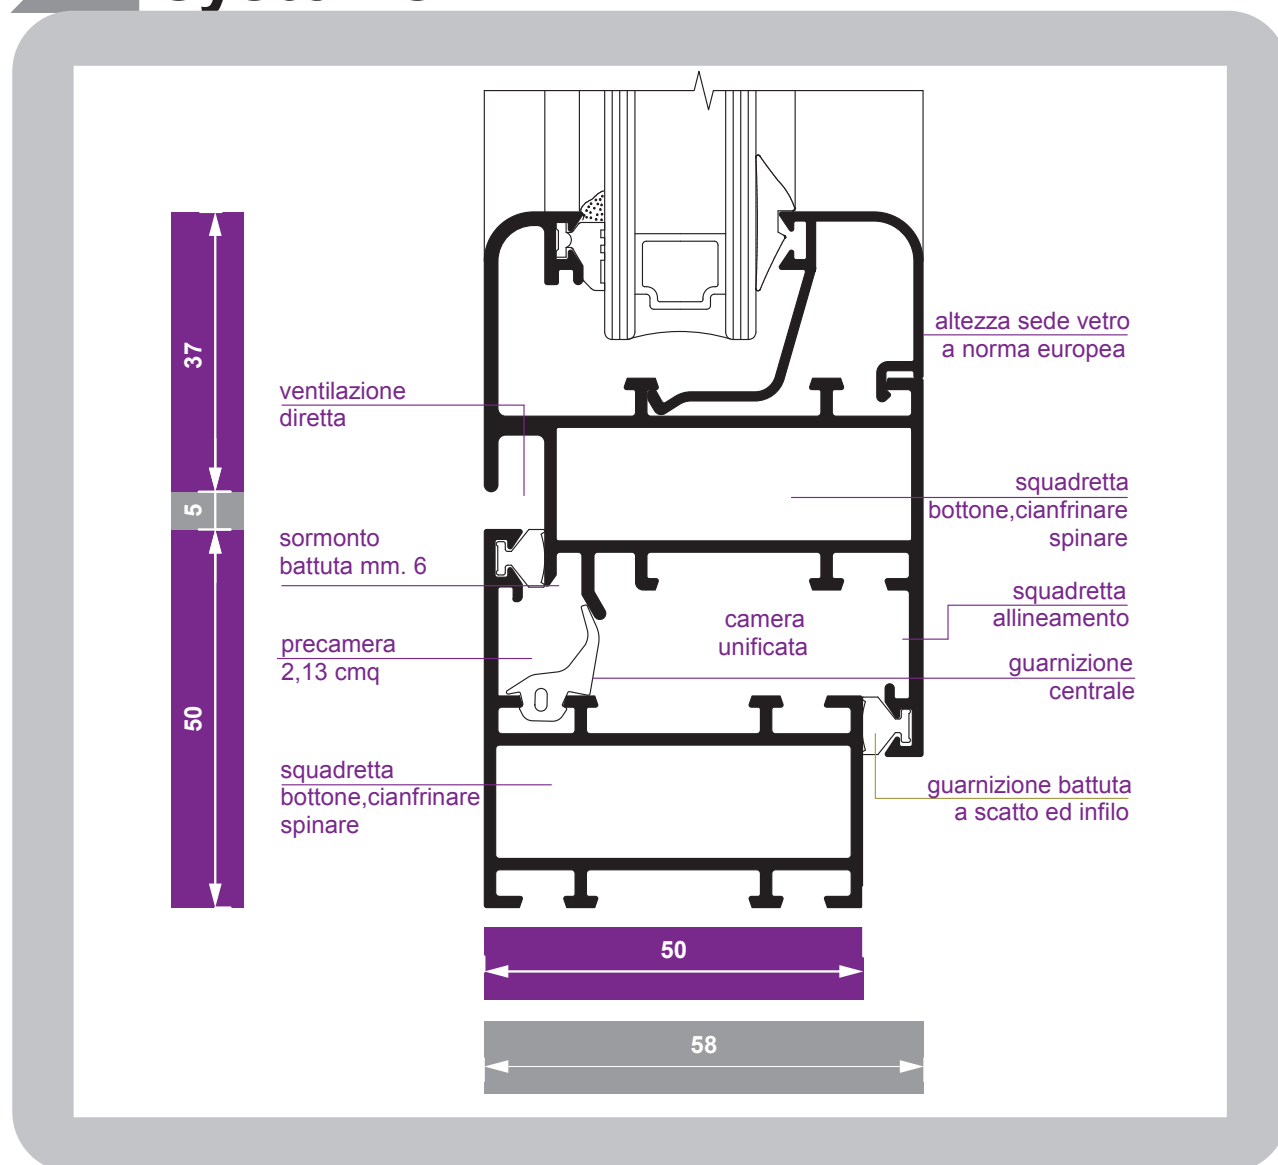 37
5
50
ventilazione
diretta
sormonto
battuta mm. 6
precamera
2,13 cmq
squadretta
bottone,cianfrinare
spinare
camera
unificata
altezza sede vetro
a norma europea
squadretta
bottone,cianfrinare
spinare
squadretta
allineamento
guarnizione
centrale
guarnizione battuta
a scatto ed infilo
50
58